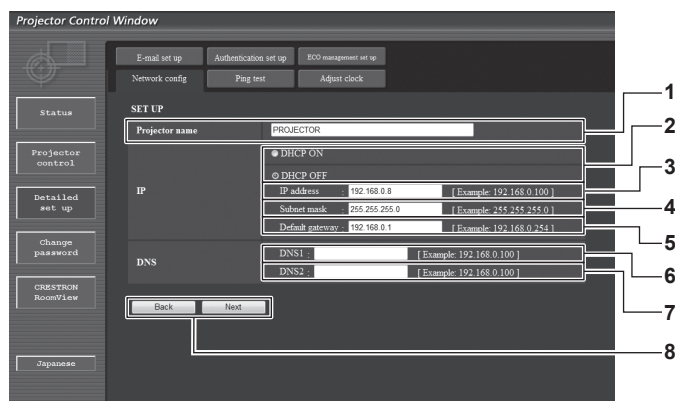 Projector Control Window
E-mail set up
Authentication set up
ECO management set up
Network config
Ping test
Adjust clock
Status
Projector
control
Detailed
set up
Change
password
CRESTRON
RoomView
Japanese
SET UP
Projector name PROJECTOR
IP
DHCP ON
DHCP OFF
IP address : 192.168.0.8 [ Example: 192.168.0.100 ]
Subnet mask : 255.255.255.0 [ Example: 255.255.255.0 ]
Default gateway : 192.168.0.1 [ Example: 192.168.0.254 ]
DNS
DNS1 : [ Example: 192.168.0.100 ]
DNS2 : [ Example: 192.168.0.100 ]
Back Next
1
2
3
4
5
6
7
8